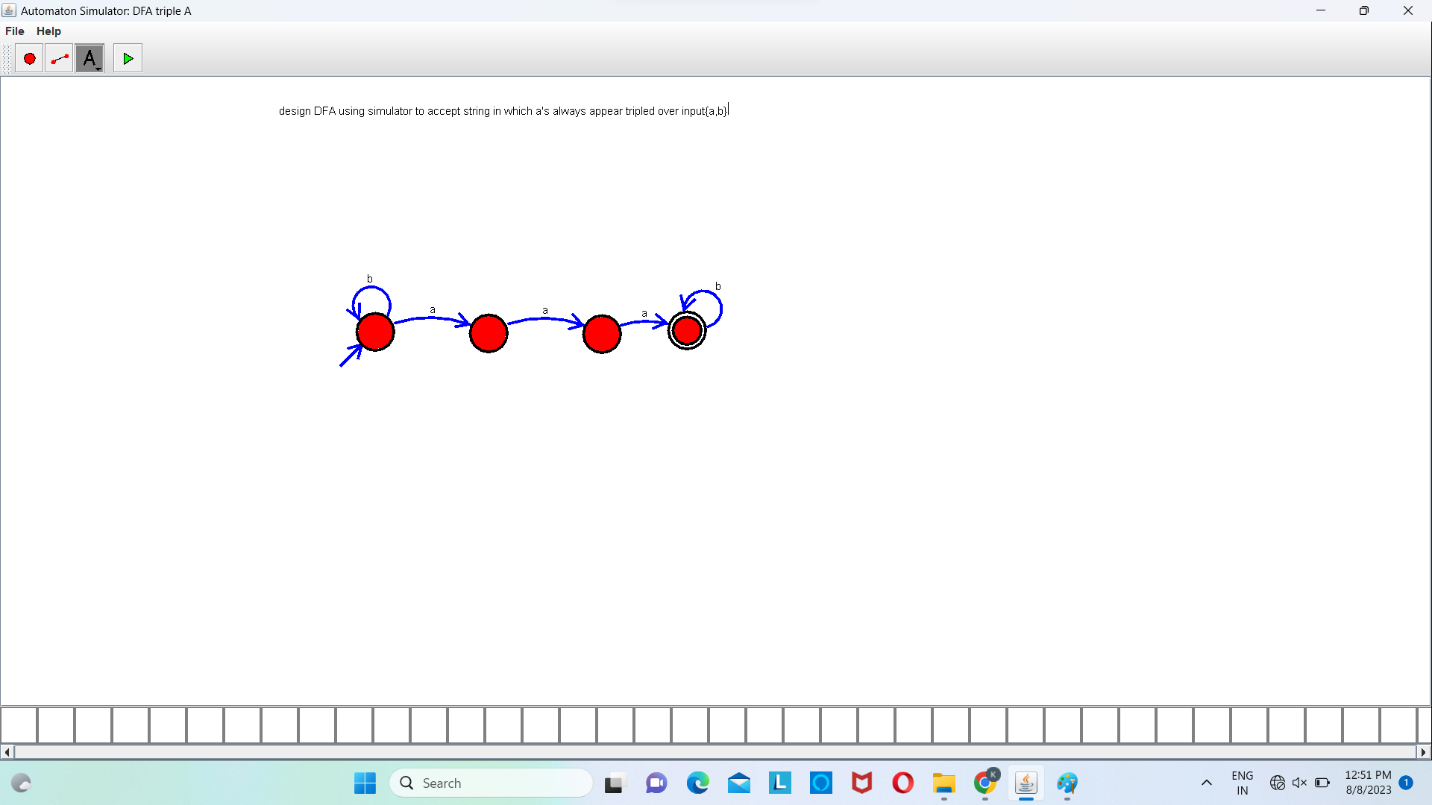 Automaton Simulator: DFA triple A
File Help
A
design DFA using simulator to accept string in which a's always appear tripled over input{a,b}
b
b
a
a
a
Search
L
K
ENG
IN
12:51 PM
8/8/2023
1